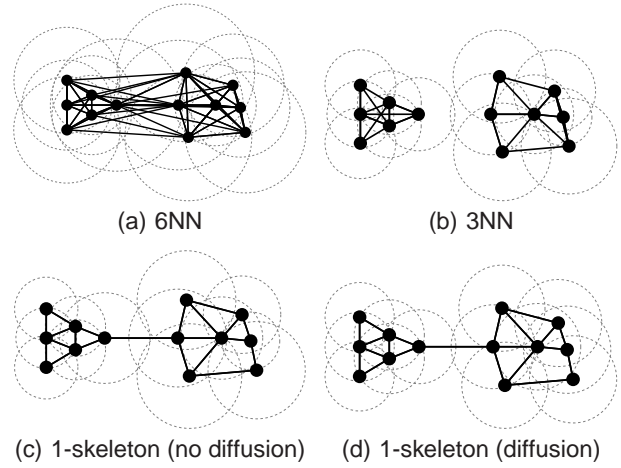 (a) 6NN
(b) 3NN
(c) 1-skeleton (no diffusion)
(d) 1-skeleton (diffusion)